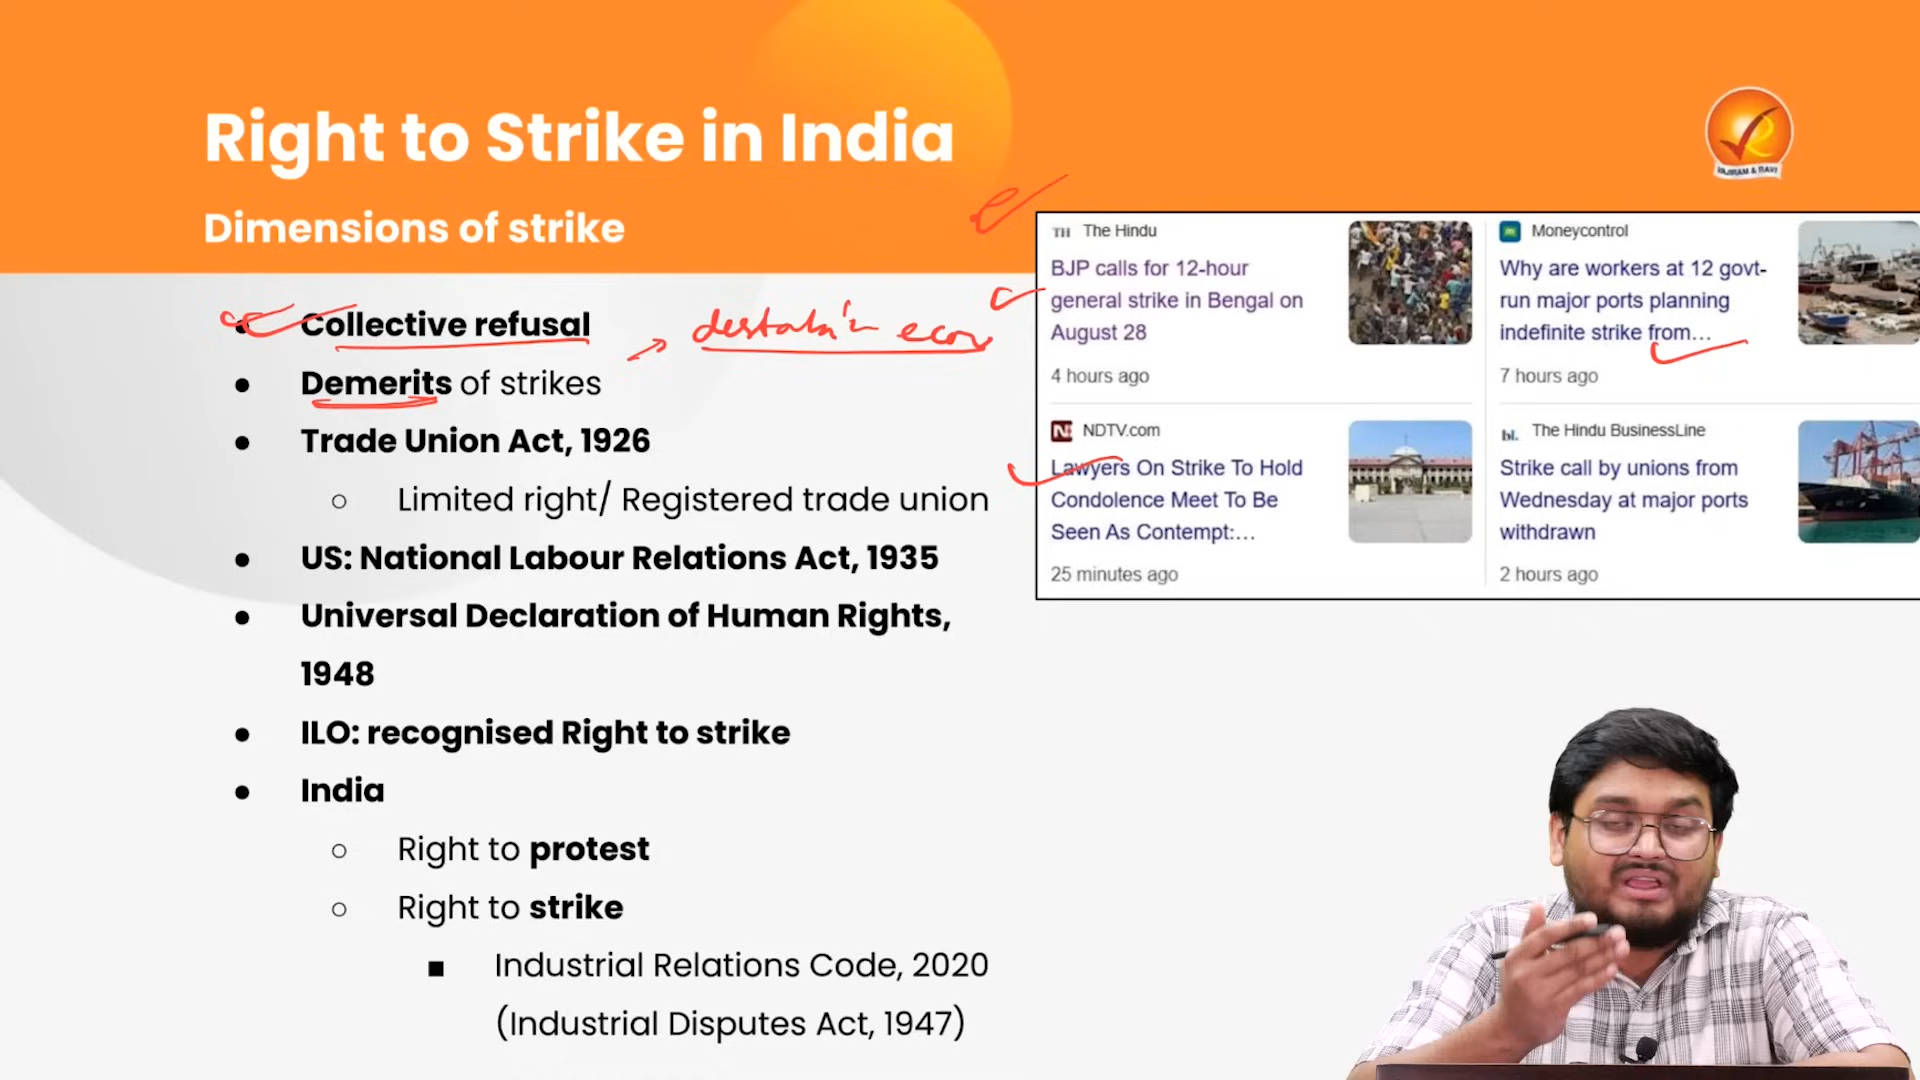 Right to Strike in India
Dimensions of strike
VAJIRAM & RAVI
TH The Hindu
BJP calls for 12-hour
general strike in Bengal on
August 28
4 hours ago
Moneycontrol
Why are workers at 12 govt-
run major ports planning
indefinite strike from...
7 hours ago
NDTV.com
Lawyers On Strike To Hold
Condolence Meet To Be
Seen As Contempt:...
25 minutes ago
bl. The Hindu BusinessLine
Strike call by unions from
Wednesday at major ports
withdrawn
2 hours ago
● Collective refusal
● Demerits of strikes
● Trade Union Act, 1926
○ Limited right/ Registered trade union
● US: National Labour Relations Act, 1935
● Universal Declaration of Human Rights,
1948
● ILO: recognised Right to strike
● India
○ Right to protest
○ Right to strike
■ Industrial Relations Code, 2020
(Industrial Disputes Act, 1947)